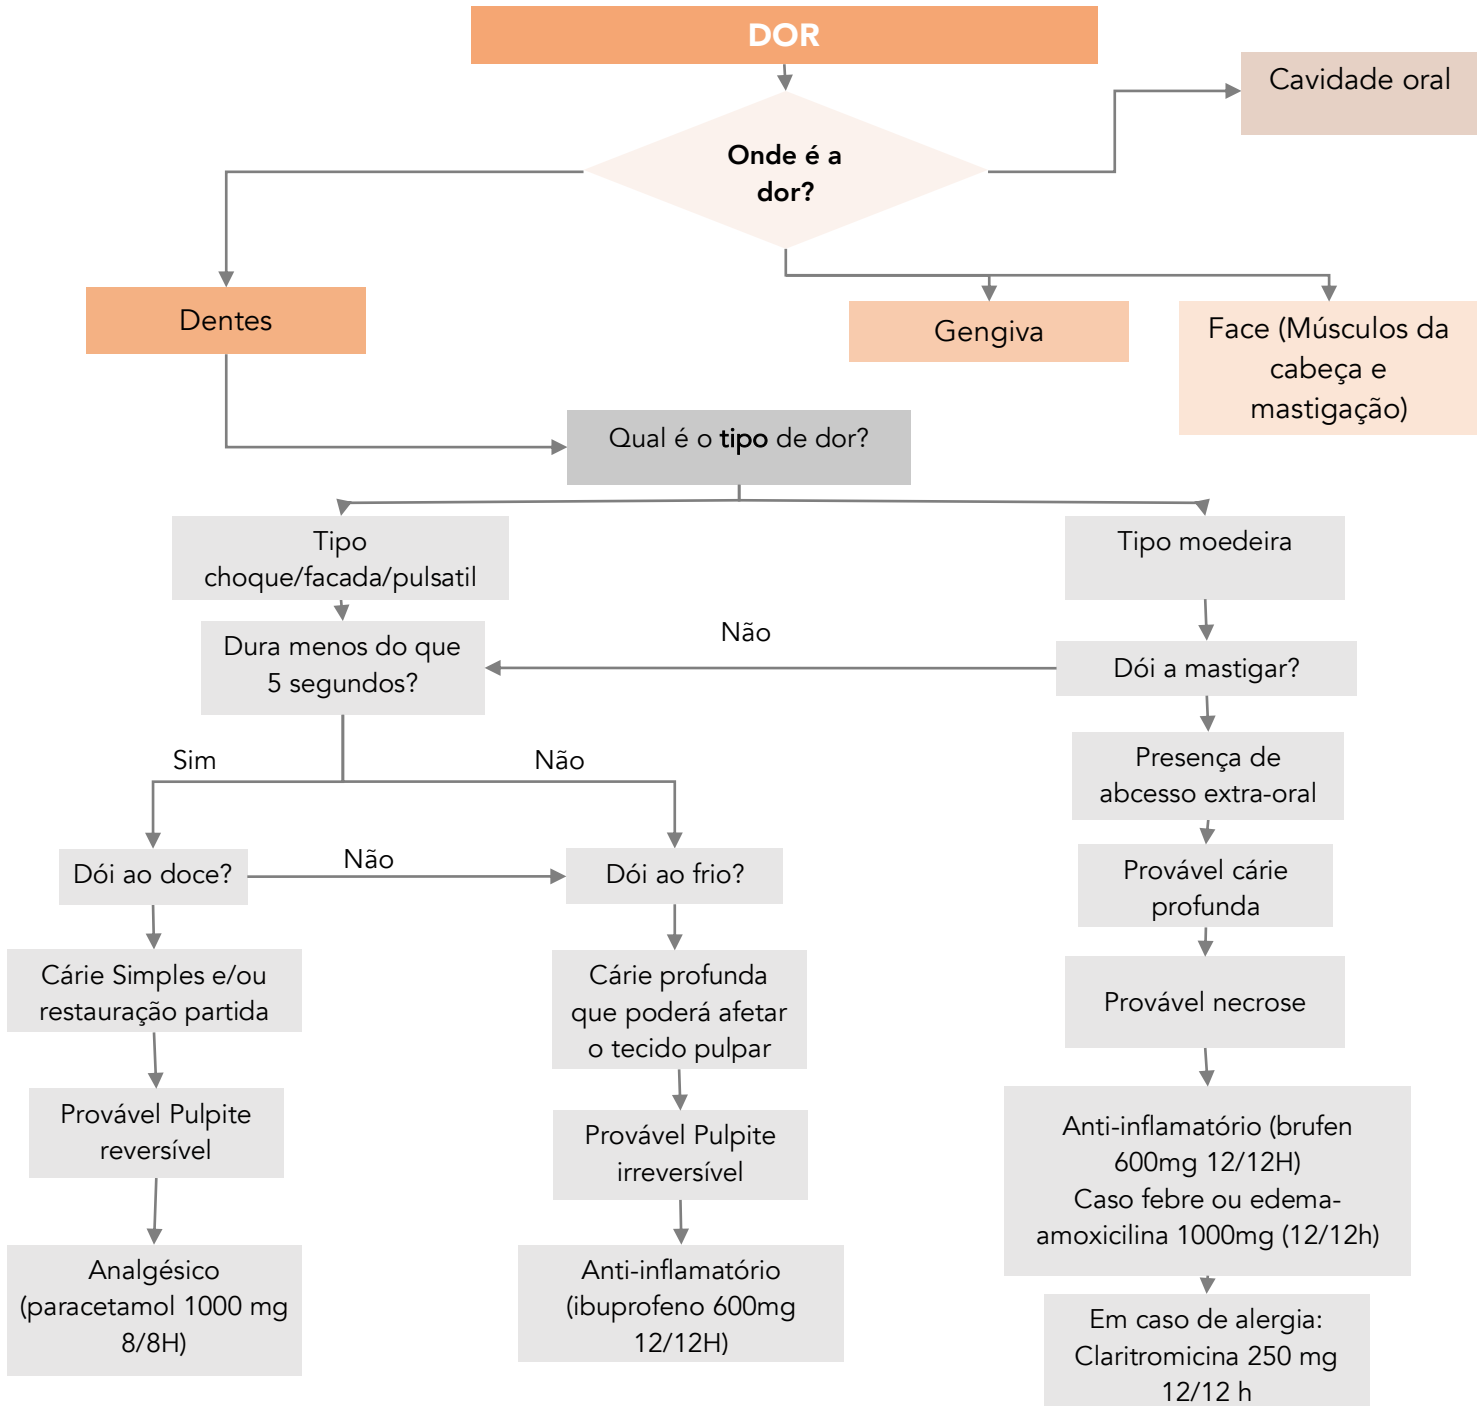 DOR
Cavidade oral
Onde é a
dor?
Dentes
Gengiva
Face (Músculos da
cabeça e
mastigação)
Qual é o tipo de dor?
Tipo
choque/facada/pulsatil
Tipo moedeira
Dura menos do que
5 segundos?
Não
Dói a mastigar?
Sim
Não
Presença de
abcesso extra-oral
Dói ao doce?
Não
Dói ao frio?
Provável cárie
profunda
Cárie Simples e/ou
restauração partida
Cárie profunda
que poderá afetar
o tecido pulpar
Provável necrose
Provável Pulpite
reversível
Provável Pulpite
irreversível
Anti-inflamatório (brufen
600mg 12/12H)
Caso febre ou edema-
amoxicilina 1000mg (12/12h)
Analgésico
(paracetamol 1000 mg
8/8H)
Anti-inflamatório
(ibuprofeno 600mg
12/12H)
Em caso de alergia:
Claritromicina 250 mg
12/12 h